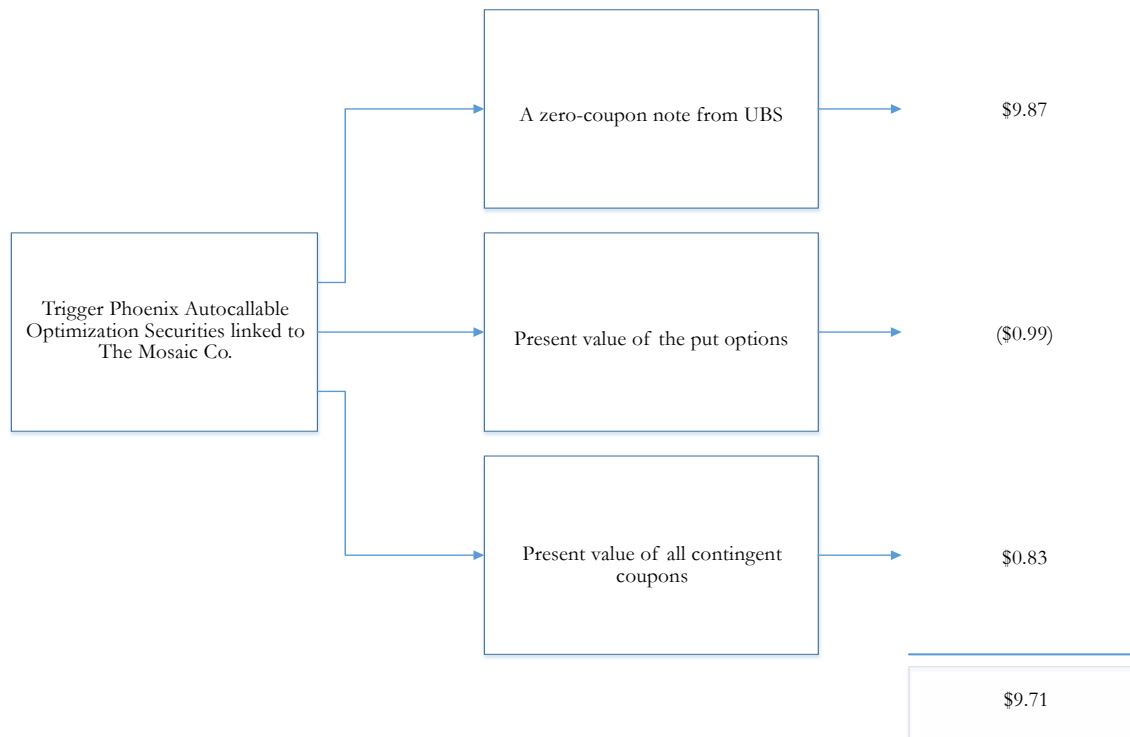 A zero-coupon note from UBS
$9.87
Trigger Phoenix Autocallable
Optimization Securities linked to
The Mosaic Co.
Present value of the put options
($0.99)
Present value of all contingent
coupons
$0.83
$9.71